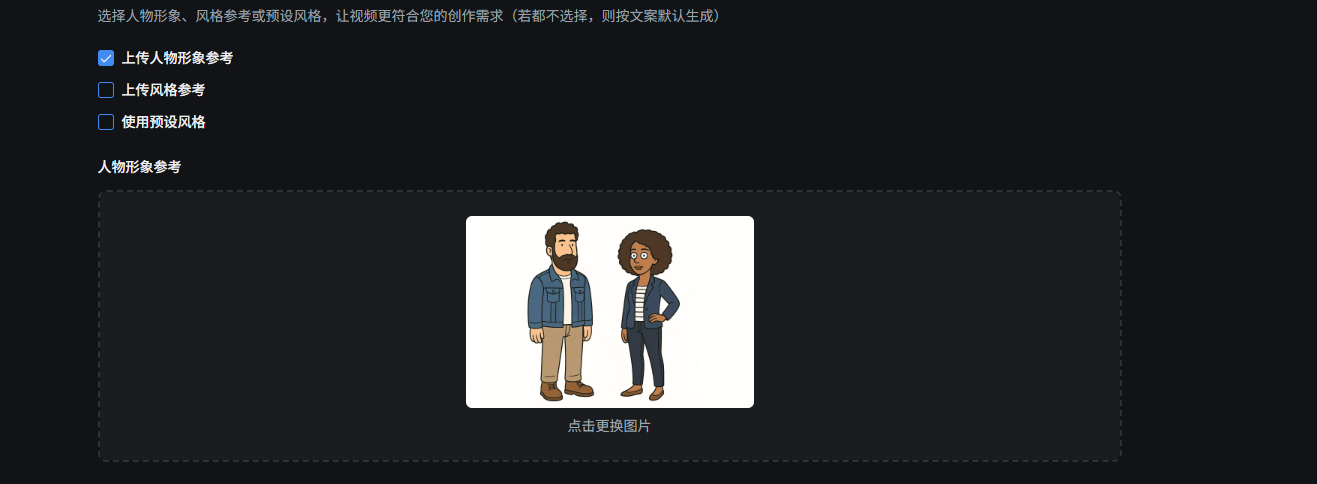 选择人物形象、风格参考或预设风格，让视频更符合您的创作需求（若都不选择，则按文案默认生成）
上传人物形象参考
上传风格参考
使用预设风格
人物形象参考
点击更换图片